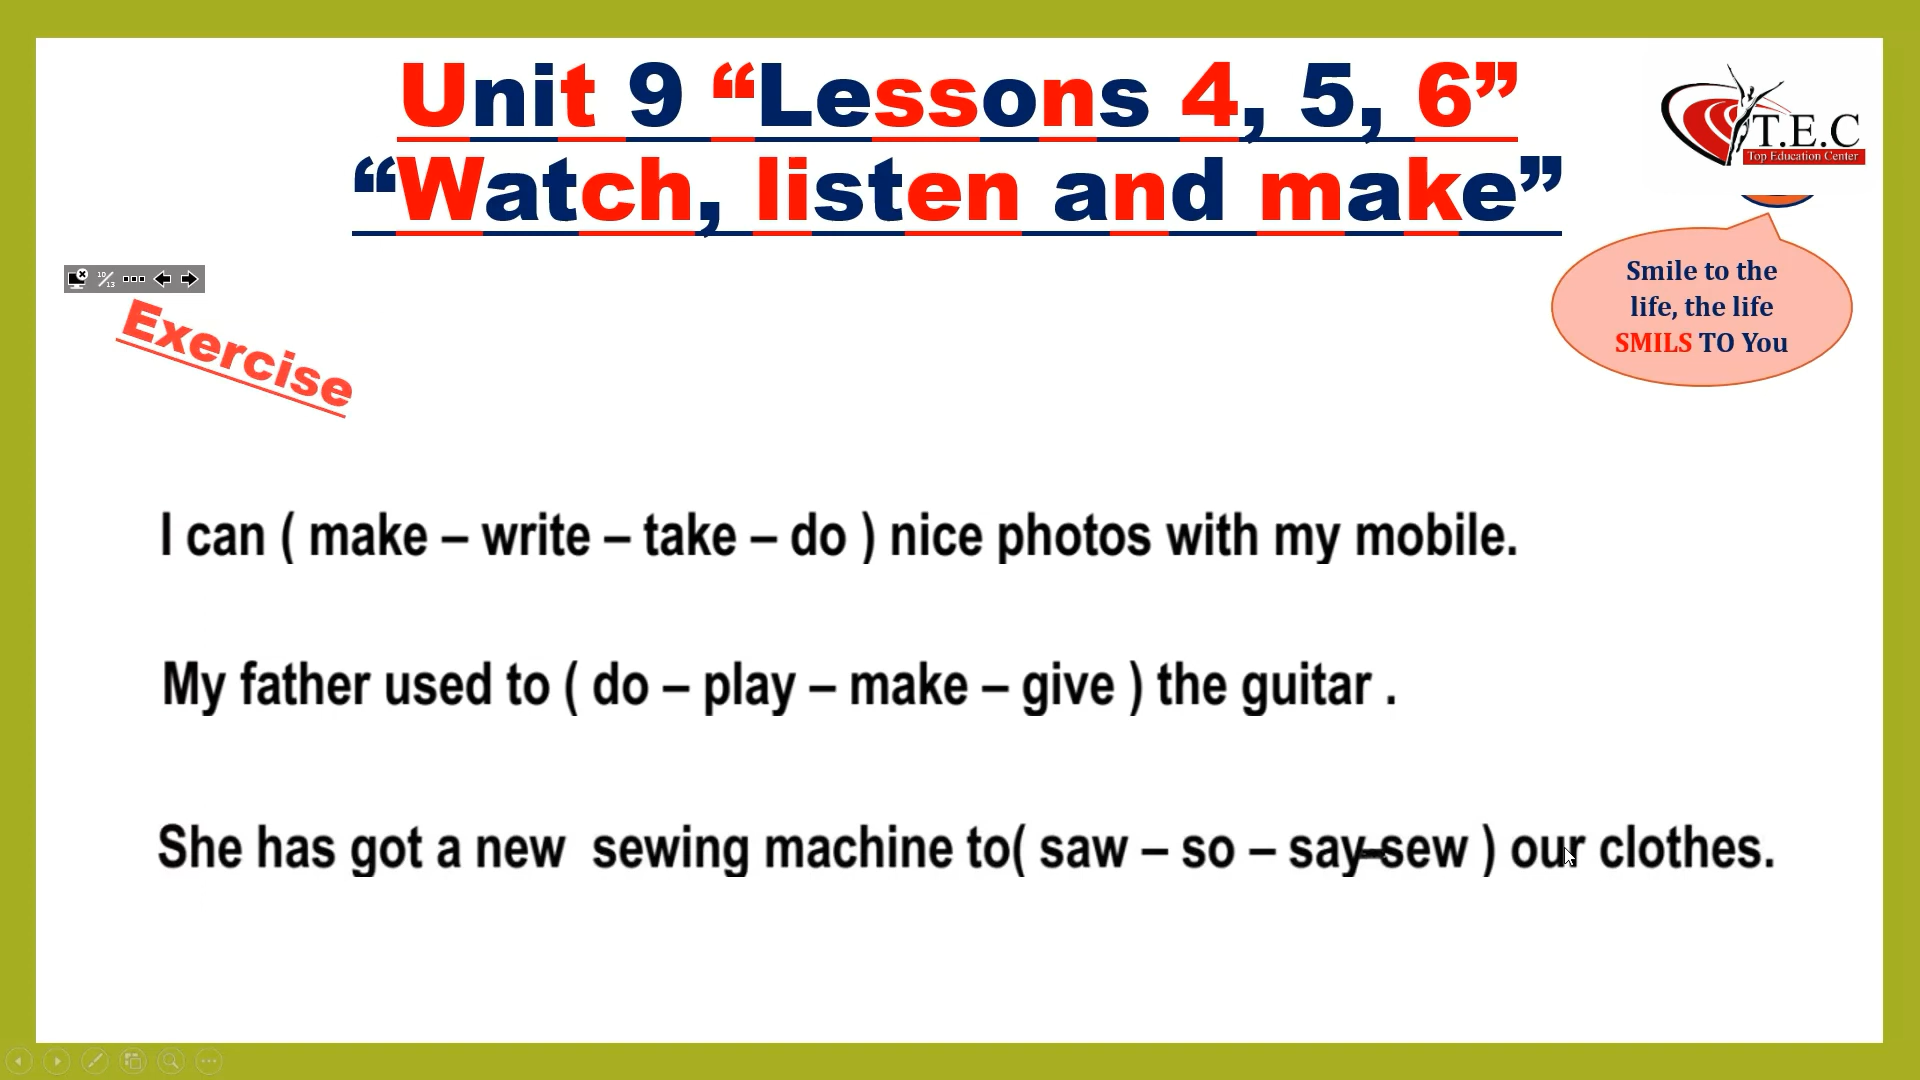 Unit 9 “Lessons 4, 5, 6”
“Watch, listen and make”
T.E.C
Top Education Center
Smile to the
life, the life
SMILS TO You
10/13
Exercise
I can ( make – write – take – do ) nice photos with my mobile.
My father used to ( do – play – make – give ) the guitar .
She has got a new sewing machine to( saw – so – say–sew ) our clothes.